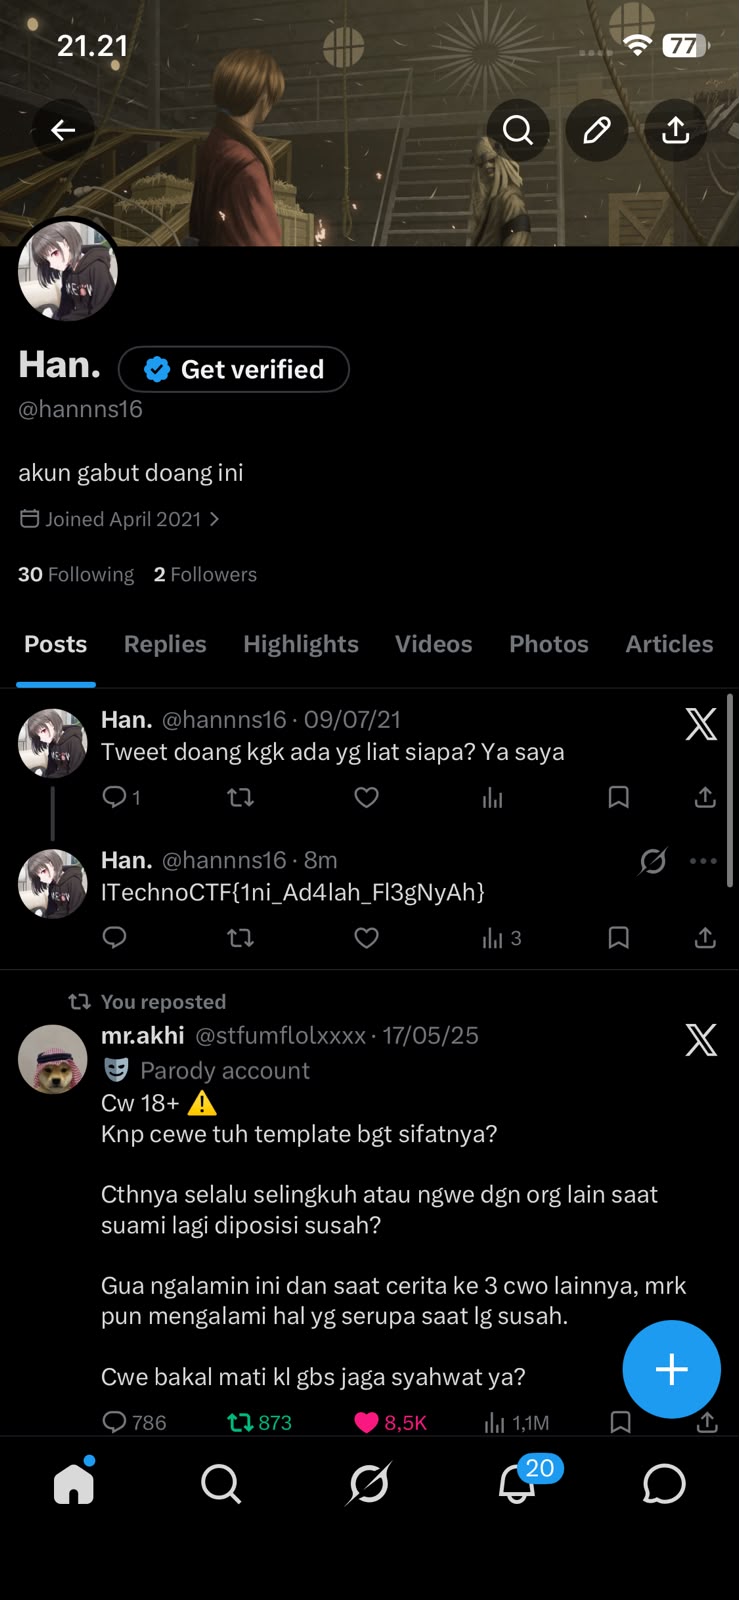 21.21
77
Han.
Get verified
@hannns16
akun gabut doang ini
Joined April 2021
30 Following 2 Followers
Posts Replies Highlights Videos Photos Articles
Han. @hannns16 · 09/07/21
Tweet doang kgk ada yg liat siapa? Ya saya
1
Han. @hannns16 · 8m
ITechnoCTF{1ni_Ad4lah_Fl3gNyAh}
3
You reposted
mr.akhi @stfumflolxxxx · 17/05/25
Parody account
Cw 18+ ⚠️
Knp cewe tuh template bgt sifatnya?
Cthnya selalu selingkuh atau ngwe dgn org lain saat
suami lagi diposisi susah?
Gua ngalamin ini dan saat cerita ke 3 cwo lainnya, mrk
pun mengalami hal yg serupa saat lg susah.
Cwe bakal mati kl gbs jaga syahwat ya?
786 873 8,5K 1,1M
20